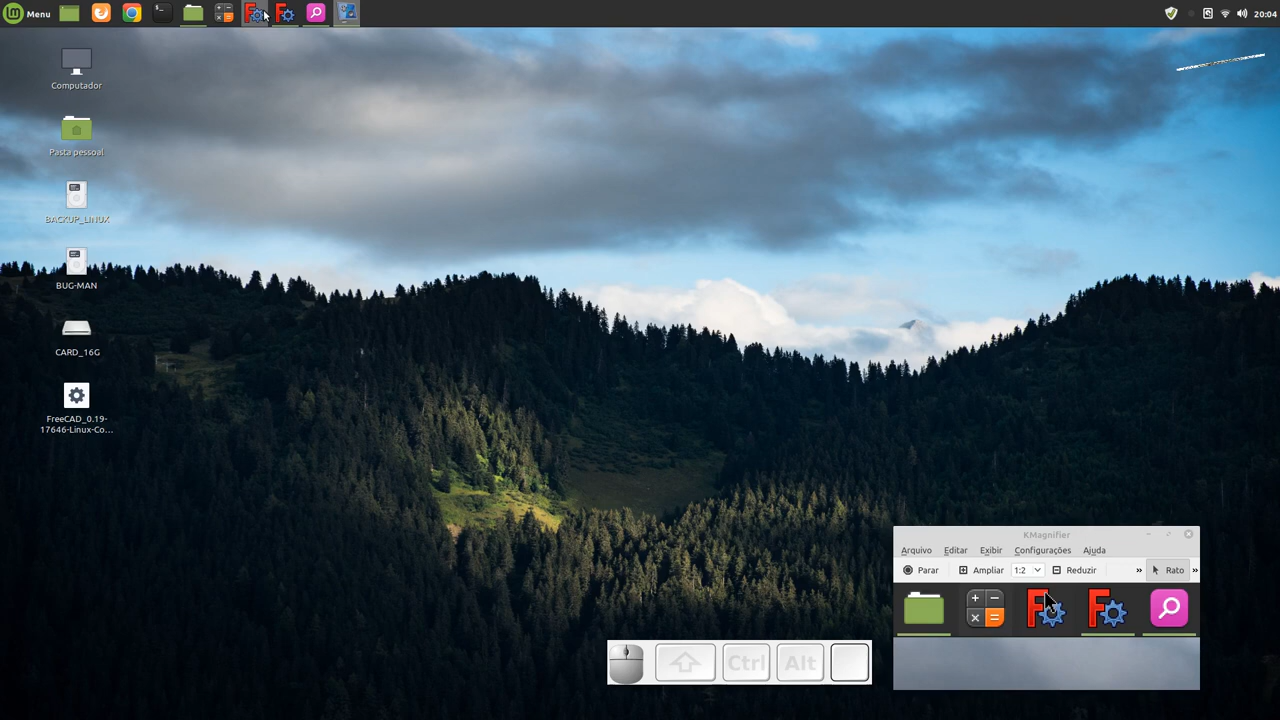 Menu
20:04
Computador
Pasta pessoal
BACKUP_LINUX
BUG-MAN
CARD_16G
FreeCAD_0.19-
17646-Linux-Co...
KMagnifier
Arquivo Editar Exibir Configurações Ajuda
Parar Ampliar 1:2 Reduzir » Rato »
Ctrl Alt